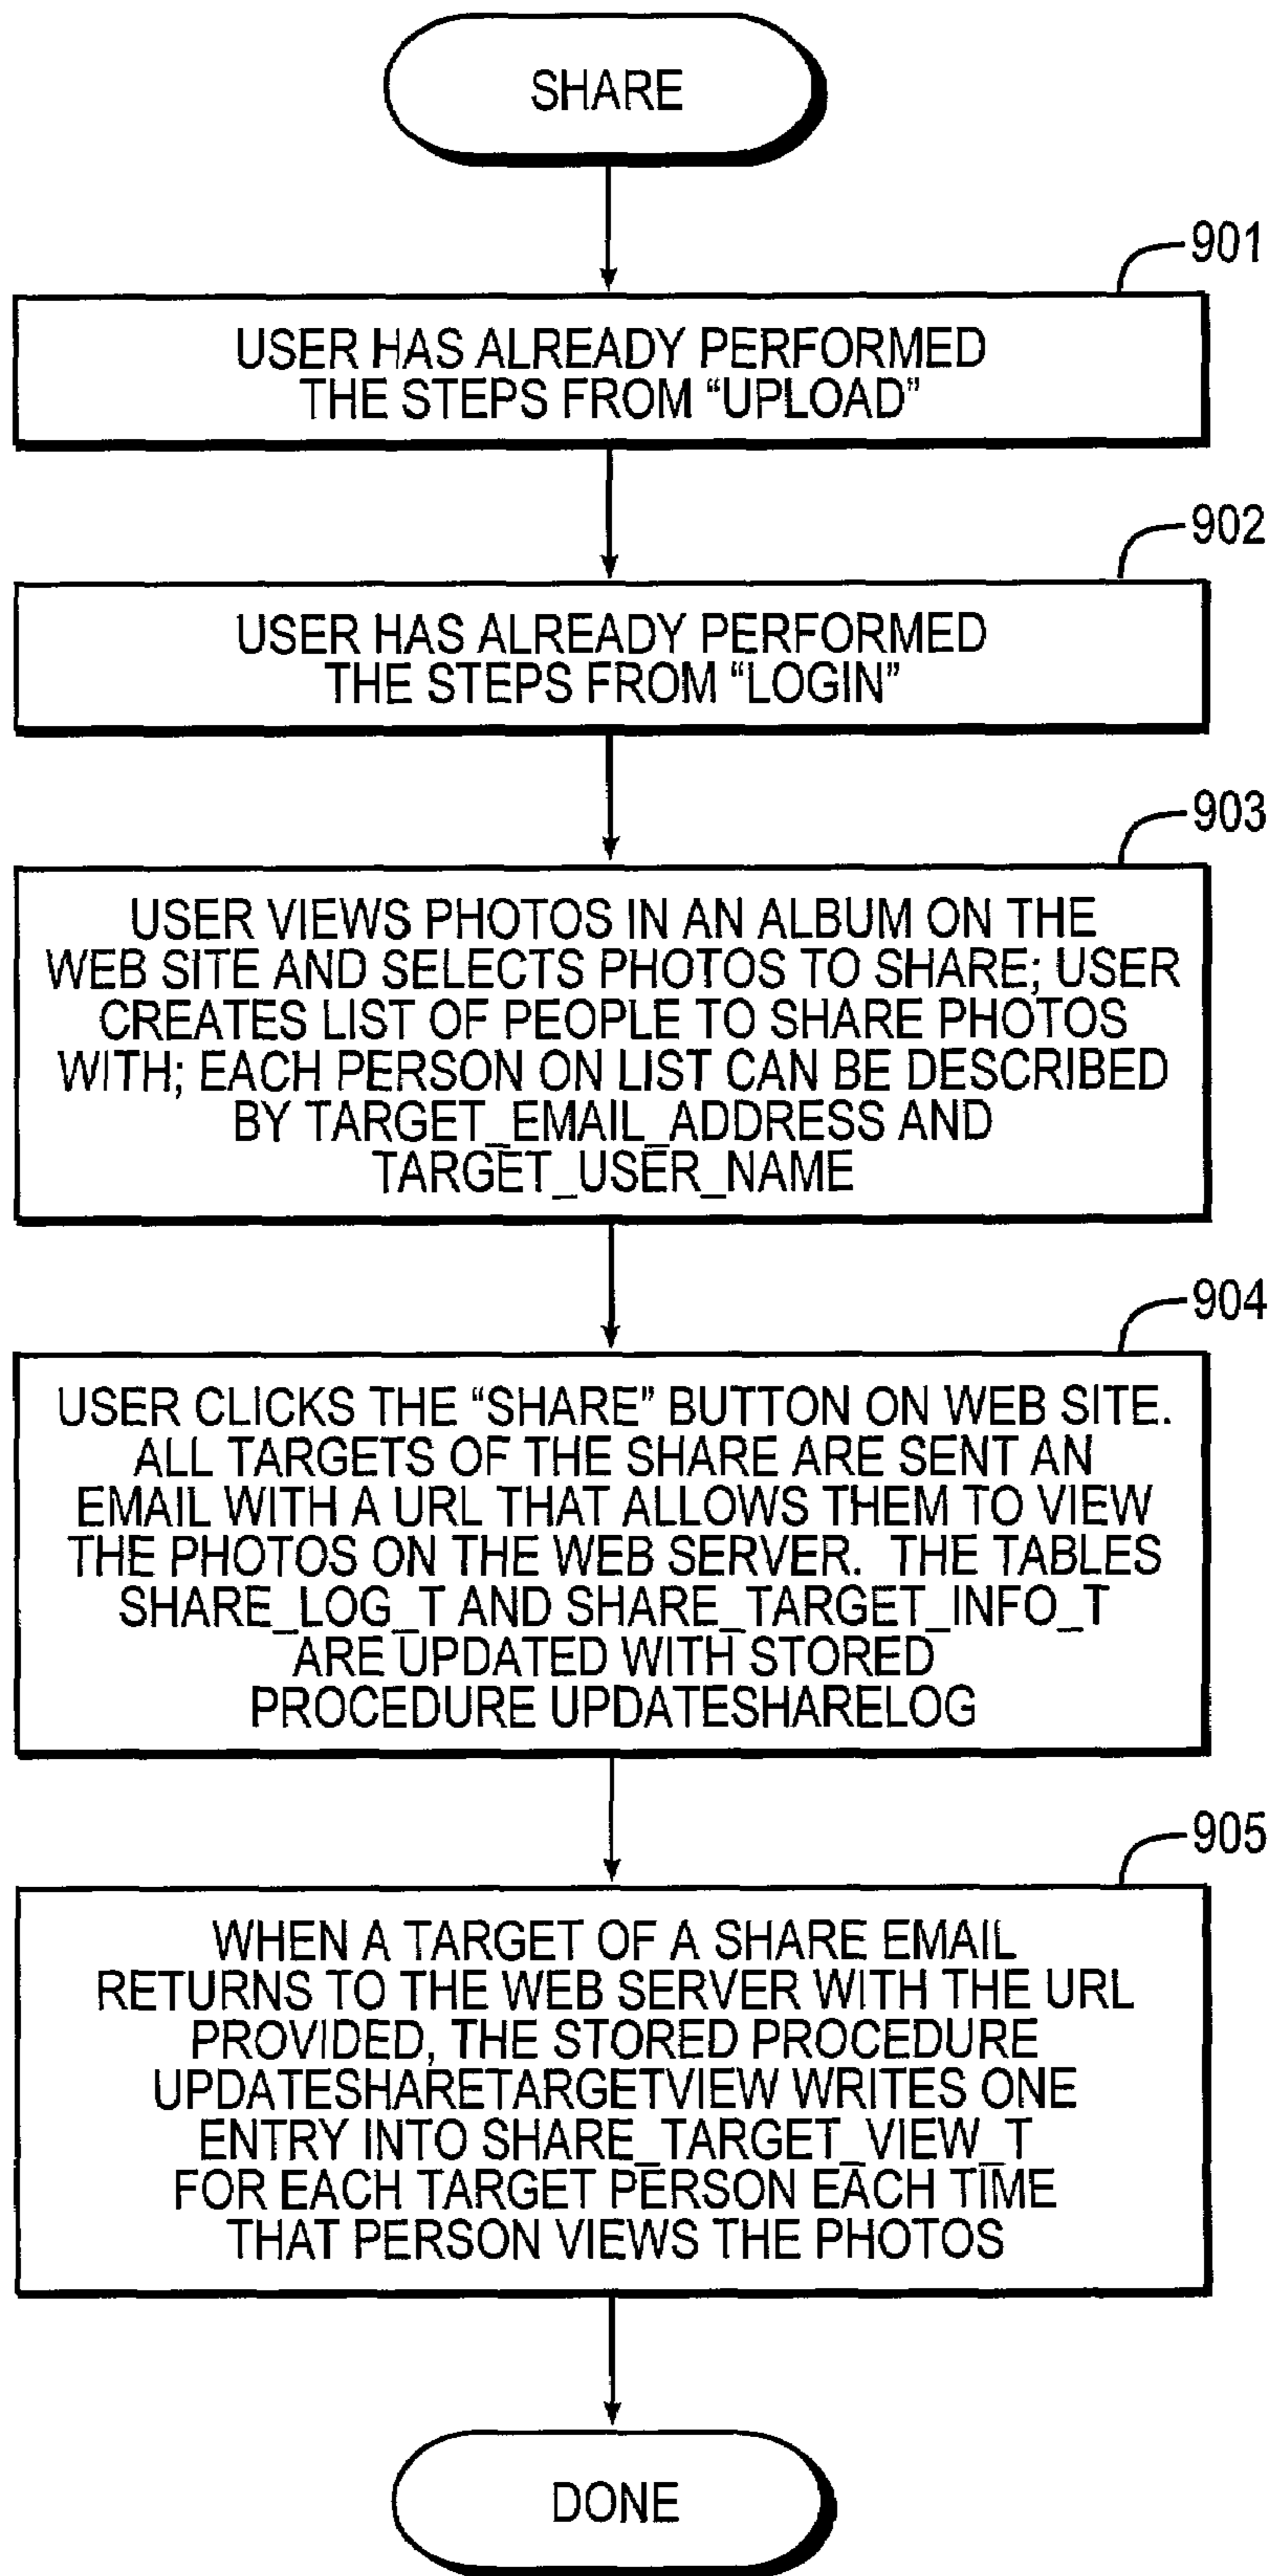 SHARE
901
USER HAS ALREADY PERFORMED
THE STEPS FROM “UPLOAD”
902
USER HAS ALREADY PERFORMED
THE STEPS FROM “LOGIN”
903
USER VIEWS PHOTOS IN AN ALBUM ON THE
WEB SITE AND SELECTS PHOTOS TO SHARE; USER
CREATES LIST OF PEOPLE TO SHARE PHOTOS
WITH; EACH PERSON ON LIST CAN BE DESCRIBED
BY TARGET_EMAIL_ADDRESS AND
TARGET_USER_NAME
904
USER CLICKS THE “SHARE” BUTTON ON WEB SITE.
ALL TARGETS OF THE SHARE ARE SENT AN
EMAIL WITH A URL THAT ALLOWS THEM TO VIEW
THE PHOTOS ON THE WEB SERVER. THE TABLES
SHARE_LOG_T AND SHARE_TARGET_INFO_T
ARE UPDATED WITH STORED
PROCEDURE UPDATESHARELOG
905
WHEN A TARGET OF A SHARE EMAIL
RETURNS TO THE WEB SERVER WITH THE URL
PROVIDED, THE STORED PROCEDURE
UPDATESHARETARGETVIEW WRITES ONE
ENTRY INTO SHARE_TARGET_VIEW_T
FOR EACH TARGET PERSON EACH TIME
THAT PERSON VIEWS THE PHOTOS
DONE